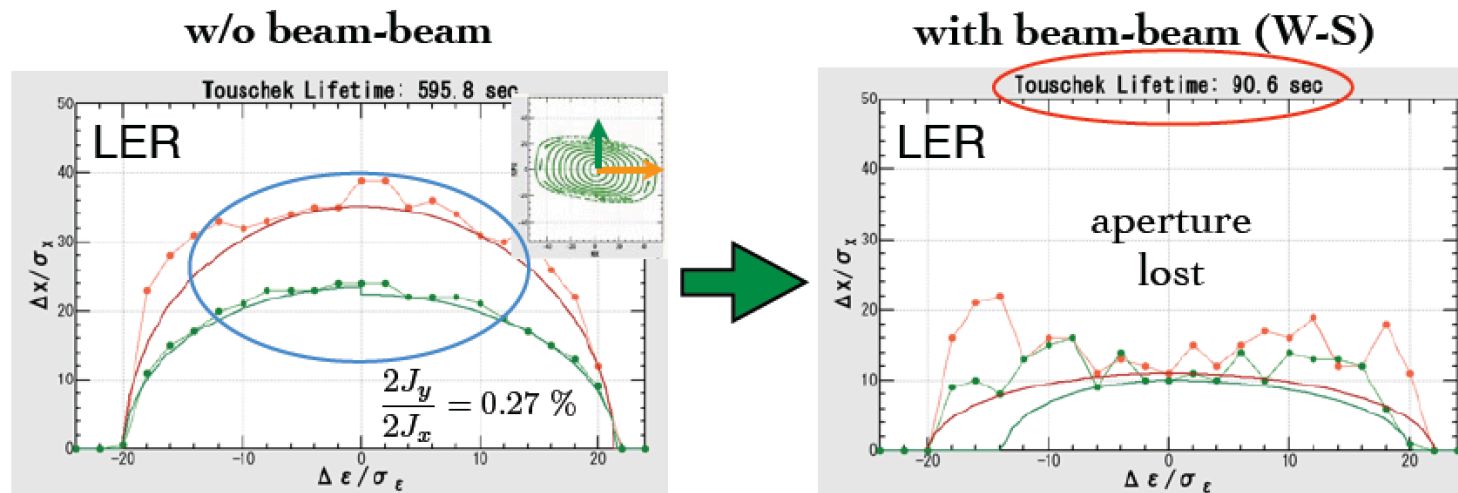 w/o beam-beam
Touschek Lifetime: 595.8 sec
50
40
30
20
10
0
Δx/σx
LER
2Jy/2Jx = 0.27 %
-20
-10
0
10
20
Δ ε/σε
with beam-beam (W-S)
Touschek Lifetime: 90.6 sec
50
40
30
20
10
0
Δx/σx
LER
aperture
lost
-20
-10
0
10
20
Δ ε/σε